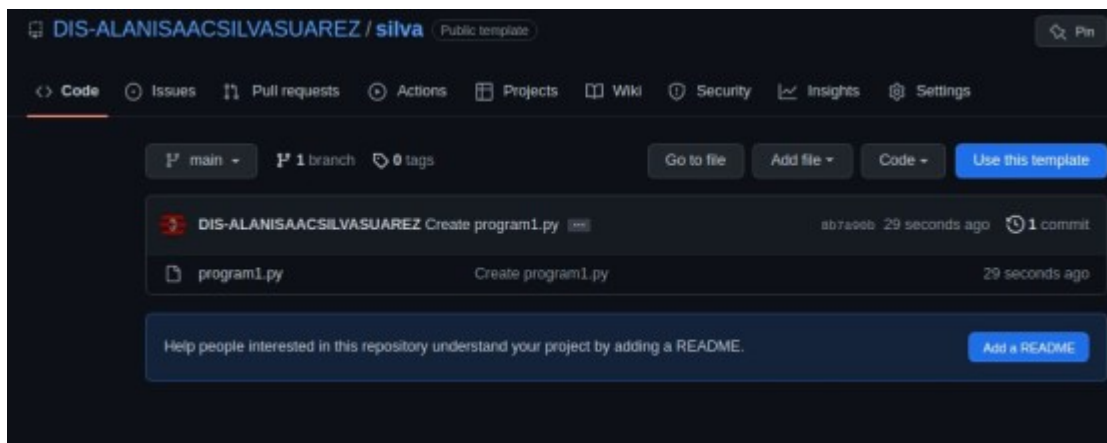 DIS-ALANISAACSILVASUAREZ / silva Public template Pin
Code Issues Pull requests Actions Projects Wiki Security Insights Settings
main 1 branch 0 tags Go to file Add file Code Use this template
DIS-ALANISAACSILVASUAREZ Create program1.py 29 seconds ago 1 commit
program1.py Create program1.py 29 seconds ago
Help people interested in this repository understand your project by adding a README. Add a README